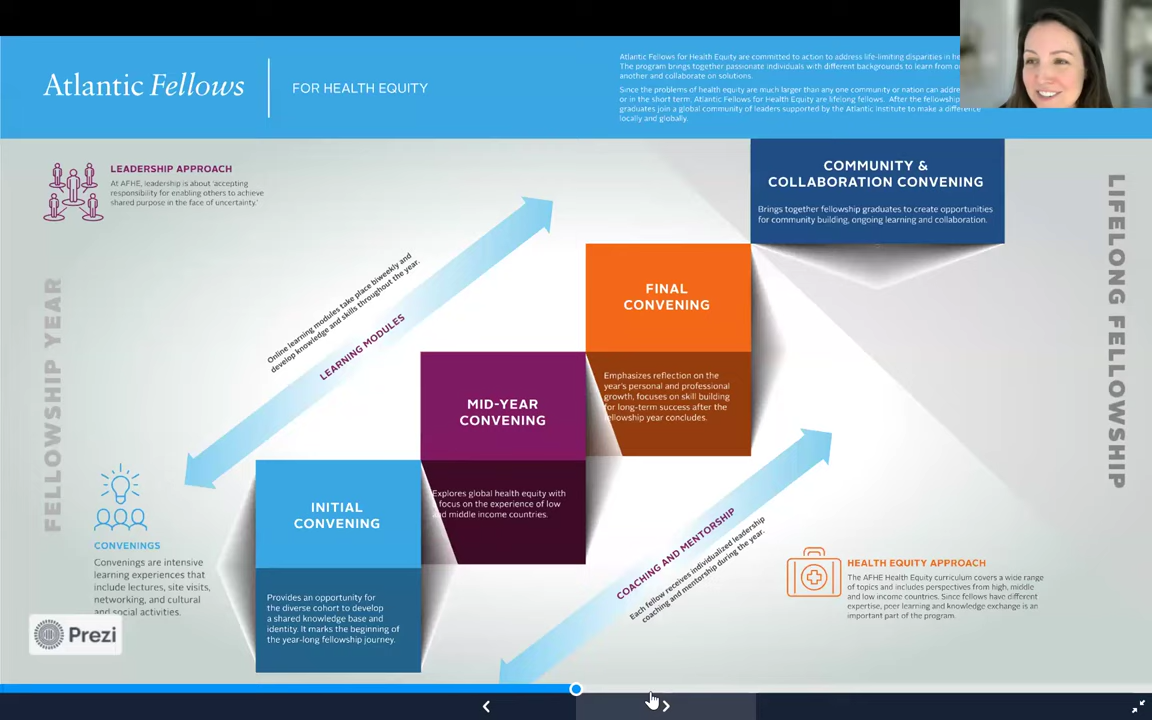 Atlantic Fellows
FOR HEALTH EQUITY
Atlantic Fellows for Health Equity are committed to action to address life-limiting disparities in he
The program brings together passionate individuals with different backgrounds to learn from o
another and collaborate on solutions.
Since the problems of health equity are much larger than any one community or nation can addre
or in the short term, Atlantic Fellows for Health Equity are lifelong fellows. After the fellowship
graduates join a global community of leaders supported by the Atlantic Institute to make a difference
locally and globally.
LEADERSHIP APPROACH
At AFHE, leadership is about 'accepting
responsibility for enabling others to achieve
shared purpose in the face of uncertainty.'
COMMUNITY &
COLLABORATION CONVENING
Brings together fellowship graduates to create opportunities
for community building, ongoing learning and collaboration.
LIFELONG FELLOWSHIP
FELLOWSHIP YEAR
Online learning modules take place biweekly and
develop knowledge and skills throughout the year.
LEARNING MODULES
FINAL
CONVENING
Emphasizes reflection on the
year's personal and professional
growth, focuses on skill building
for long-term success after the
fellowship year concludes.
MID-YEAR
CONVENING
Explores global health equity with
focus on the experience of low
and middle income countries.
INITIAL
CONVENING
Provides an opportunity for
the diverse cohort to develop
a shared knowledge base and
identity. It marks the beginning of
the year-long fellowship journey.
CONVENINGS
Convenings are intensive
learning experiences that
include lectures, site visits,
networking, and cultural
and social activities.
COACHING AND MENTORSHIP
Each fellow receives individualized leadership
coaching and mentorship during the year.
HEALTH EQUITY APPROACH
The AFHE Health Equity curriculum covers a wide range
of topics and includes perspectives from high, middle
and low income countries. Since fellows have different
expertise, peer learning and knowledge exchange is an
important part of the program.
Prezi